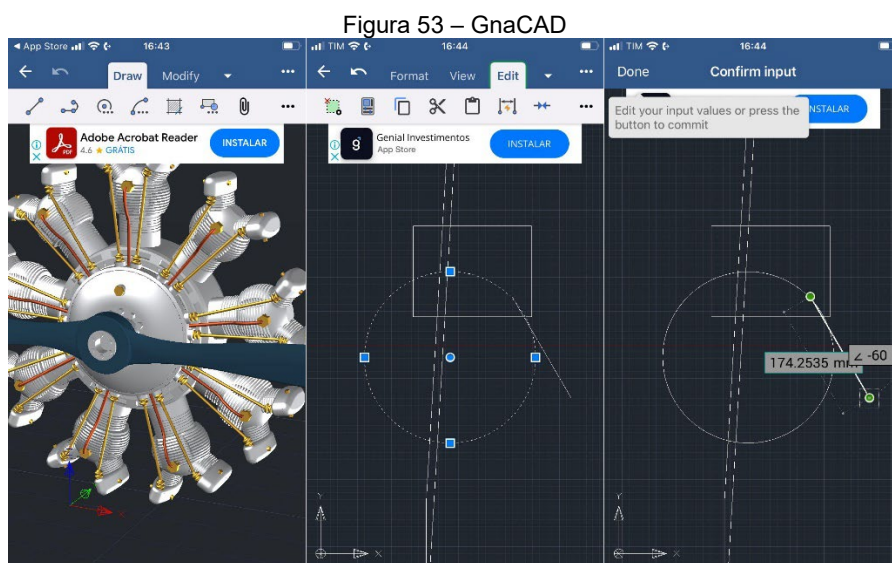 Figura 53 – GnaCAD
App Store
16:43
Draw
Modify
Adobe Acrobat Reader
4.6 ★ GRÁTIS
INSTALAR
PDF
X
TIM
16:44
Format
View
Edit
Genial Investimentos
App Store
INSTALAR
g
Y
X
TIM
16:44
Done
Confirm input
Edit your input values or press the
button to commit
NSTALAR
174.2535 m
∠ -60
Y
X